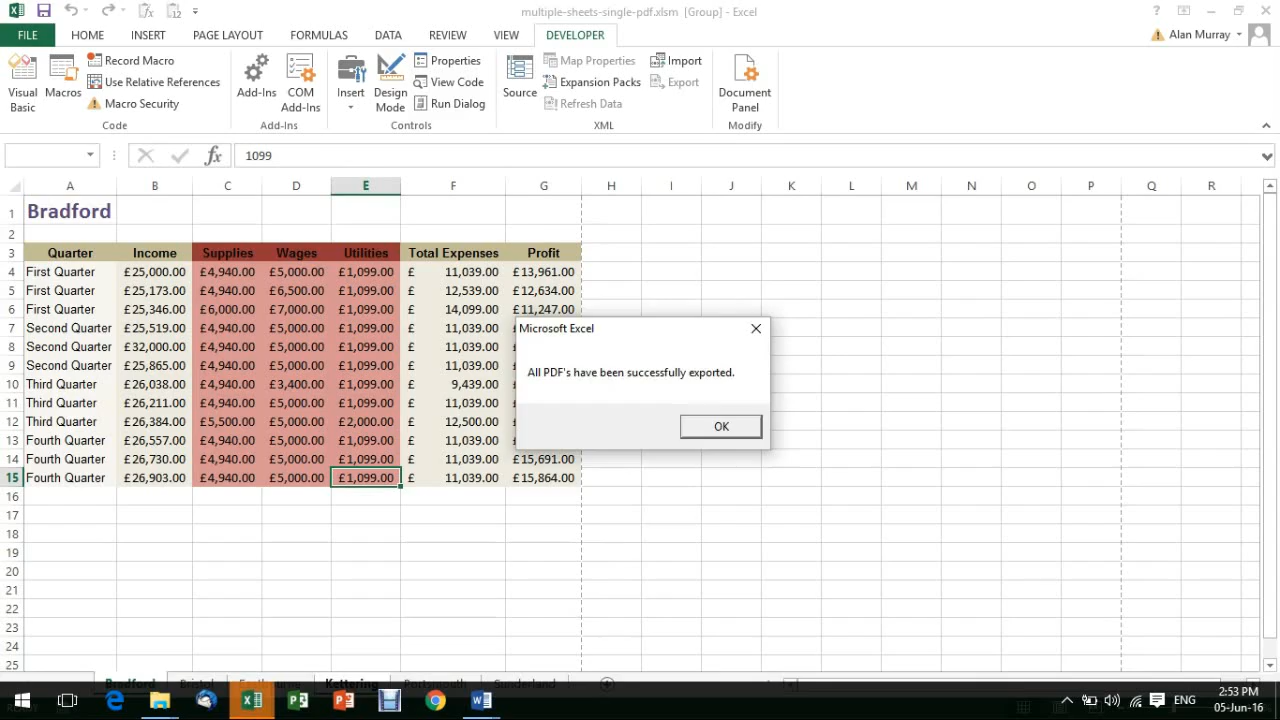 multiple-sheets-single-pdf.xlsm [Group] - Excel
FILE HOME INSERT PAGE LAYOUT FORMULAS DATA REVIEW VIEW DEVELOPER Alan Murray
Visual Basic
Macros
Record Macro
Use Relative References
Macro Security
Code
Add-Ins
COM Add-Ins
Add-Ins
Insert
Design Mode
Properties
View Code
Run Dialog
Controls
Source
Map Properties
Expansion Packs
Refresh Data
Import
Export
XML
Document Panel
Modify
fx 1099
A B C D E F G H I J K L M N O P Q R
1 Bradford
2
3 Quarter Income Supplies Wages Utilities Total Expenses Profit
4 First Quarter £25,000.00 £4,940.00 £5,000.00 £1,099.00 £ 11,039.00 £13,961.00
5 First Quarter £25,173.00 £4,940.00 £6,500.00 £1,099.00 £ 12,539.00 £12,634.00
6 First Quarter £25,346.00 £6,000.00 £7,000.00 £1,099.00 £ 14,099.00 £11,247.00
7 Second Quarter £25,519.00 £4,940.00 £5,000.00 £1,099.00 £ 11,039.00
8 Second Quarter £32,000.00 £4,940.00 £5,000.00 £1,099.00 £ 11,039.00
9 Second Quarter £25,865.00 £4,940.00 £5,000.00 £1,099.00 £ 11,039.00
10 Third Quarter £26,038.00 £4,940.00 £3,400.00 £1,099.00 £ 9,439.00
11 Third Quarter £26,211.00 £4,940.00 £5,000.00 £1,099.00 £ 11,039.00
12 Third Quarter £26,384.00 £5,500.00 £5,000.00 £2,000.00 £ 12,500.00
13 Fourth Quarter £26,557.00 £4,940.00 £5,000.00 £1,099.00 £ 11,039.00
14 Fourth Quarter £26,730.00 £4,940.00 £5,000.00 £1,099.00 £ 11,039.00 £15,691.00
15 Fourth Quarter £26,903.00 £4,940.00 £5,000.00 £1,099.00 £ 11,039.00 £15,864.00
16
17
18
19
20
21
22
23
24
25
Microsoft Excel
All PDF's have been successfully exported.
OK
Bradford Bristol Eastbourne Kettering Portsmouth Sunderland
ENG
2:53 PM
05-Jun-16